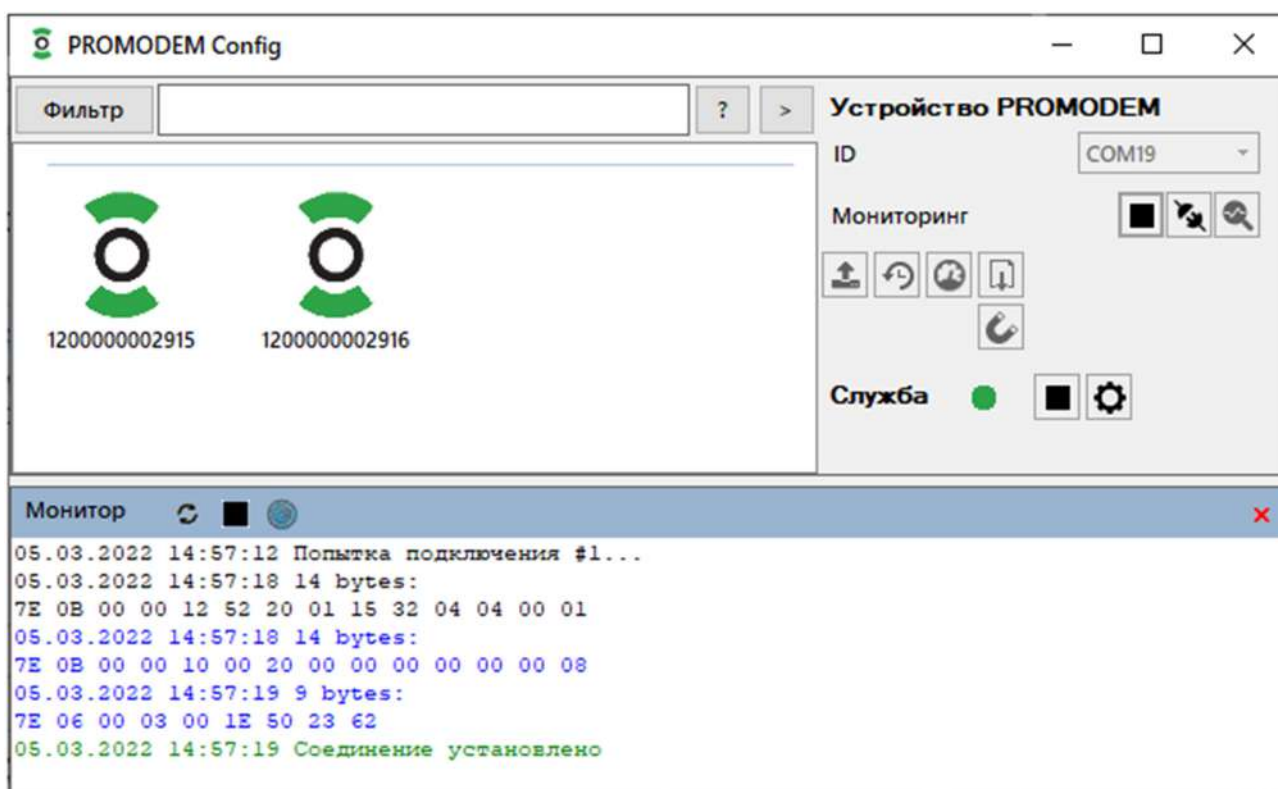 PROMODEM Config
Фильтр ? > Устройство PROMODEM
ID COM19
Мониторинг
1200000002915 1200000002916
Служба
Монитор
05.03.2022 14:57:12 Попытка подключения #1...
05.03.2022 14:57:18 14 bytes:
7E 0B 00 00 12 52 20 01 15 32 04 04 00 01
05.03.2022 14:57:18 14 bytes:
7E 0B 00 00 10 00 20 00 00 00 00 00 00 08
05.03.2022 14:57:19 9 bytes:
7E 06 00 03 00 1E 50 23 62
05.03.2022 14:57:19 Соединение установлено